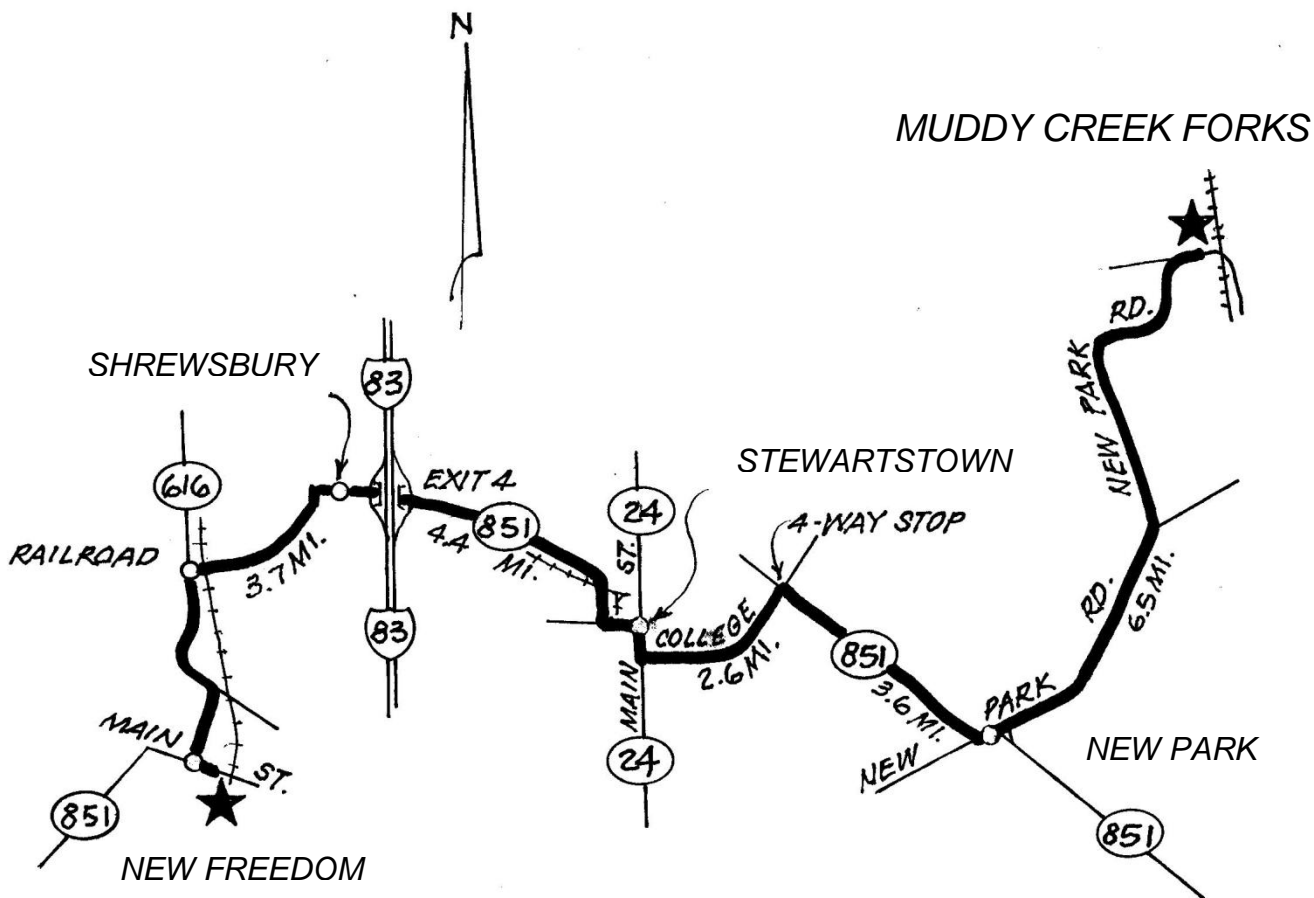 N
MUDDY CREEK FORKS
SHREWSBURY
83
RD.
NEW PARK
616
EXIT 4
851
4.4
MI.
24
ST.
STEWARTSTOWN
4-WAY STOP
RAILROAD
3.7 MI.
83
COLLEGE
2.6 MI.
851
3.6 MI.
RD.
6.5 MI.
MAIN
ST.
MAIN
24
NEW
PARK
NEW PARK
851
851
NEW FREEDOM